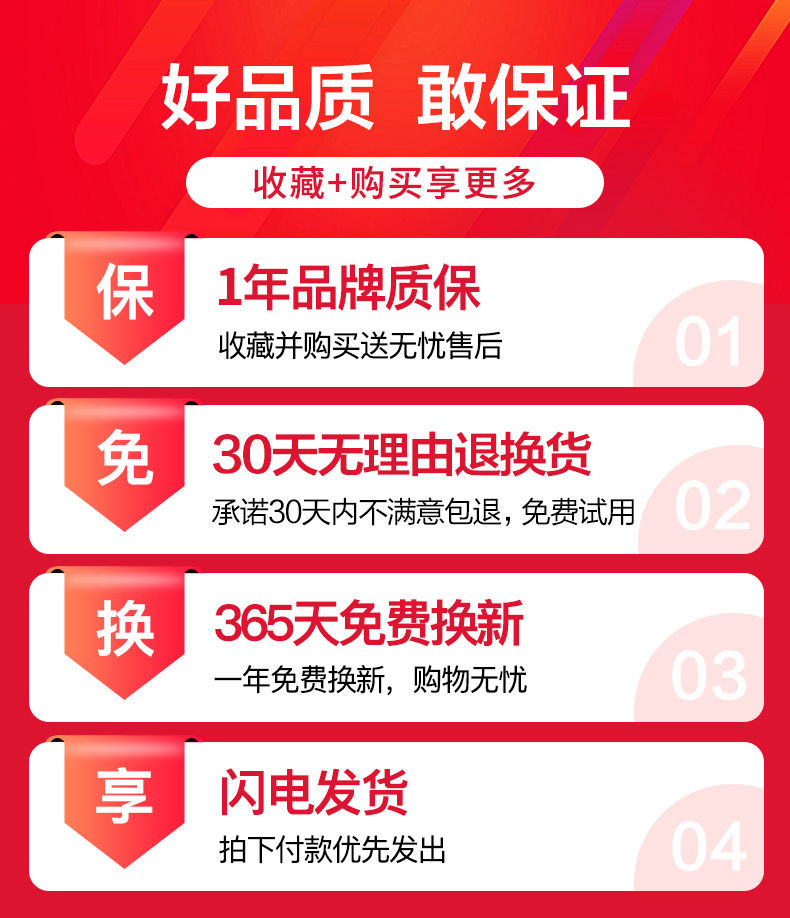 好品质 敢保证
收藏+购买享更多
保
1年品牌质保
收藏并购买送无忧售后
01
免
30天无理由退换货
承诺30天内不满意包退，免费试用
02
换
365天免费换新
一年免费换新，购物无忧
03
享
闪电发货
拍下付款优先发出
04